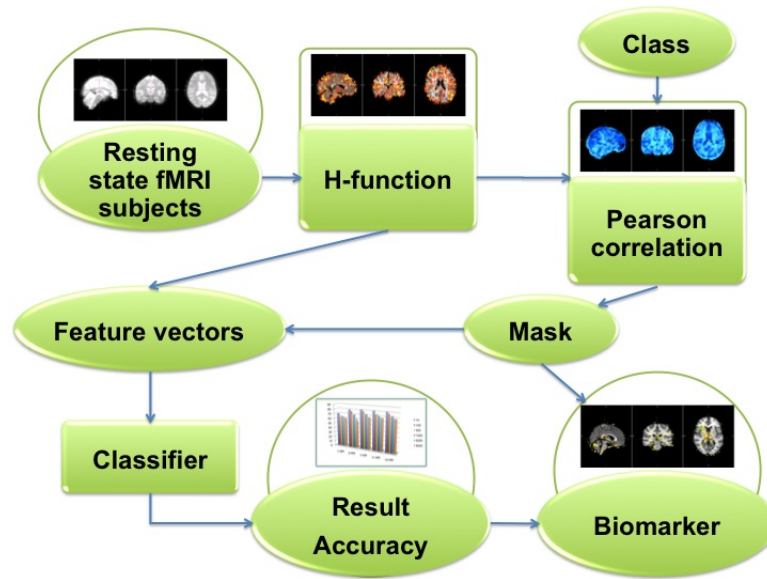 Class
Resting
state fMRI
subjects
H-function
Pearson
correlation
Feature vectors
Mask
Classifier
Result
Accuracy
Biomarker